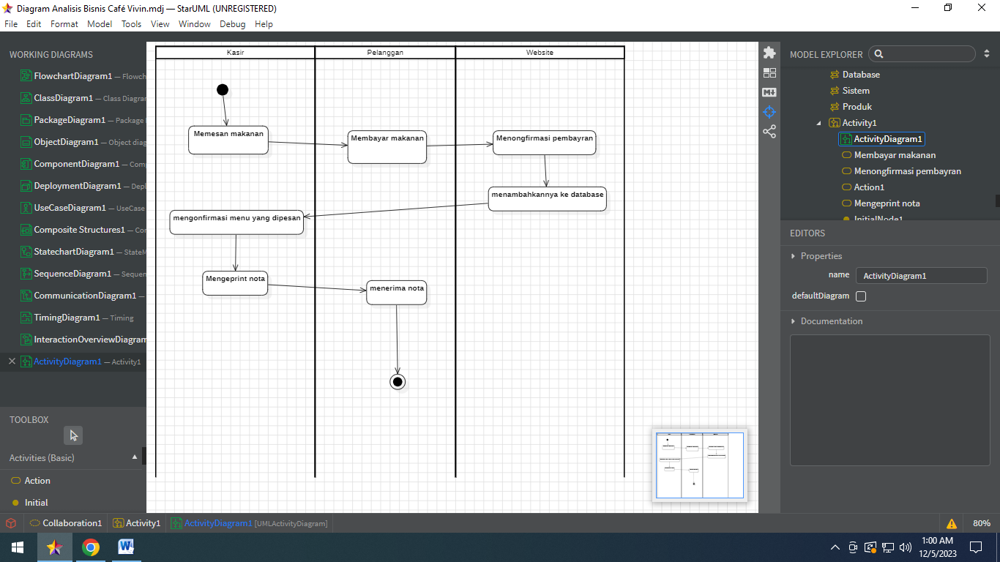 Diagram Analisis Bisnis Café Vivin.mdj — StarUML (UNREGISTERED)
File Edit Format Model Tools View Window Debug Help
WORKING DIAGRAMS
FlowchartDiagram1 — Flowch
ClassDiagram1 — Class Diagran
PackageDiagram1 — Package
ObjectDiagram1 — Object diag
ComponentDiagram1 — Comp
DeploymentDiagram1 — Depl
UseCaseDiagram1 — UseCase
Composite Structures1 — Cor
StatechartDiagram1 — StateM
SequenceDiagram1 — Sequen
CommunicationDiagram1 —
TimingDiagram1 — Timing
InteractionOverviewDiagram
ActivityDiagram1 — Activity1
TOOLBOX
Activities (Basic)
Action
Initial
Kasir Pelanggan Website
Memesan makanan
Membayar makanan
Menongfirmasi pembayran
menambahkannya ke database
mengonfirmasi menu yang dipesan
Mengeprint nota
menerima nota
MODEL EXPLORER
Database
Sistem
Produk
Activity1
ActivityDiagram1
Membayar makanan
Menongfirmasi pembayran
Action1
Mengeprint nota
InitialNode1
EDITORS
Properties
name ActivityDiagram1
defaultDiagram
Documentation
Collaboration1 Activity1 ActivityDiagram1 [UMLActivityDiagram] 80%
1:00 AM
12/5/2023